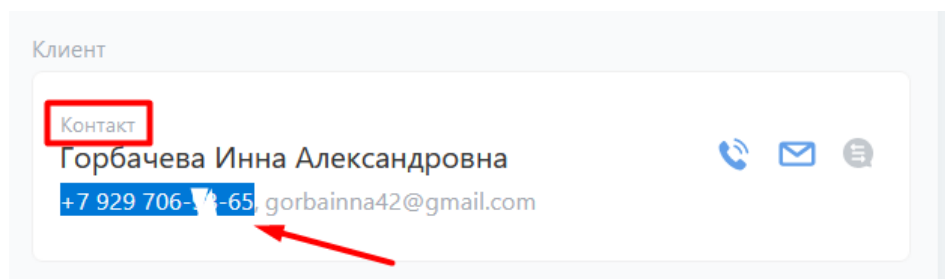 Клиент
Контакт
Горбачева Инна Александровна
+7 929 706- -65, gorbainna42@gmail.com